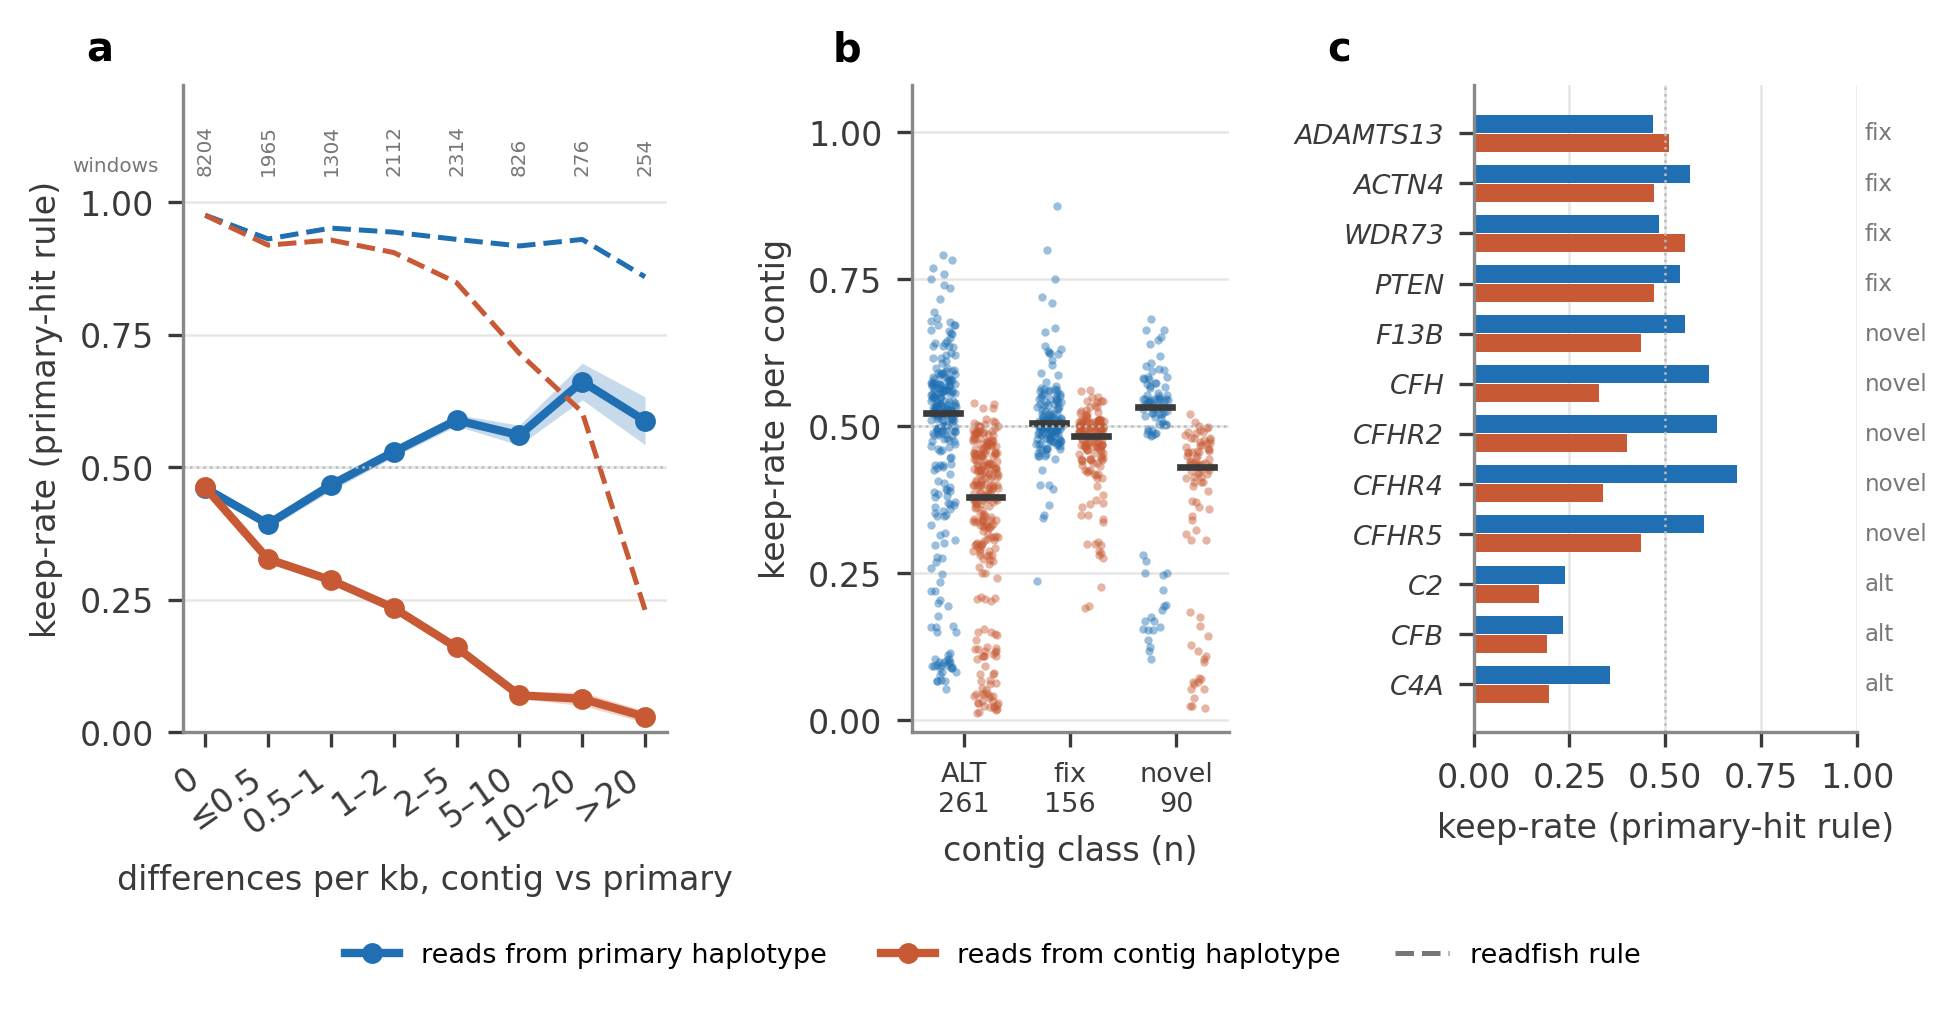 a
windows
8204
1965
1304
2112
2314
826
276
254
keep-rate (primary-hit rule)
1.00
0.75
0.50
0.25
0.00
0
≤0.5
0.5–1
1–2
2–5
5–10
10–20
>20
differences per kb, contig vs primary
b
keep-rate per contig
1.00
0.75
0.50
0.25
0.00
ALT
261
fix
156
novel
90
contig class (n)
c
ADAMTS13 fix
ACTN4 fix
WDR73 fix
PTEN fix
F13B novel
CFH novel
CFHR2 novel
CFHR4 novel
CFHR5 novel
C2 alt
CFB alt
C4A alt
0.00 0.25 0.50 0.75 1.00
keep-rate (primary-hit rule)
reads from primary haplotype
reads from contig haplotype
readfish rule